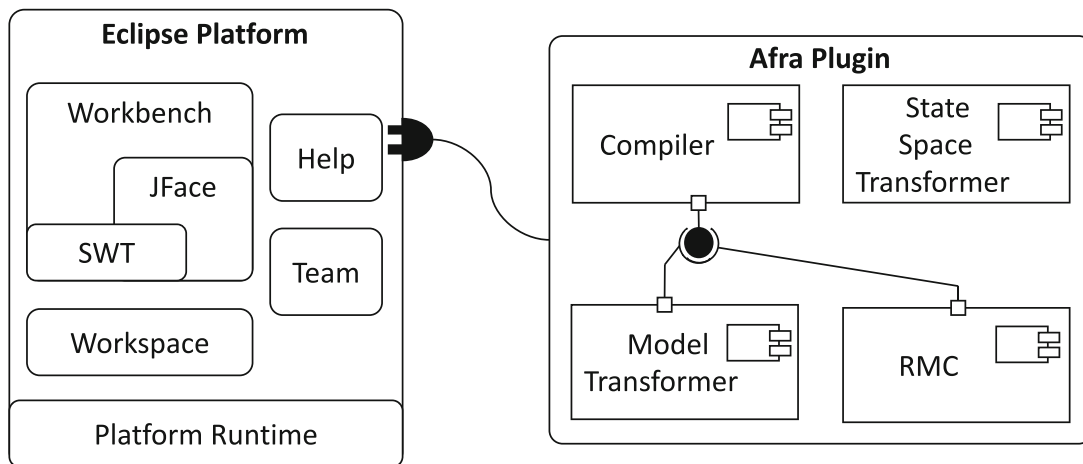 Eclipse Platform
Workbench
JFace
SWT
Help
Team
Workspace
Platform Runtime
Afra Plugin
Compiler
State
Space
Transformer
Model
Transformer
RMC